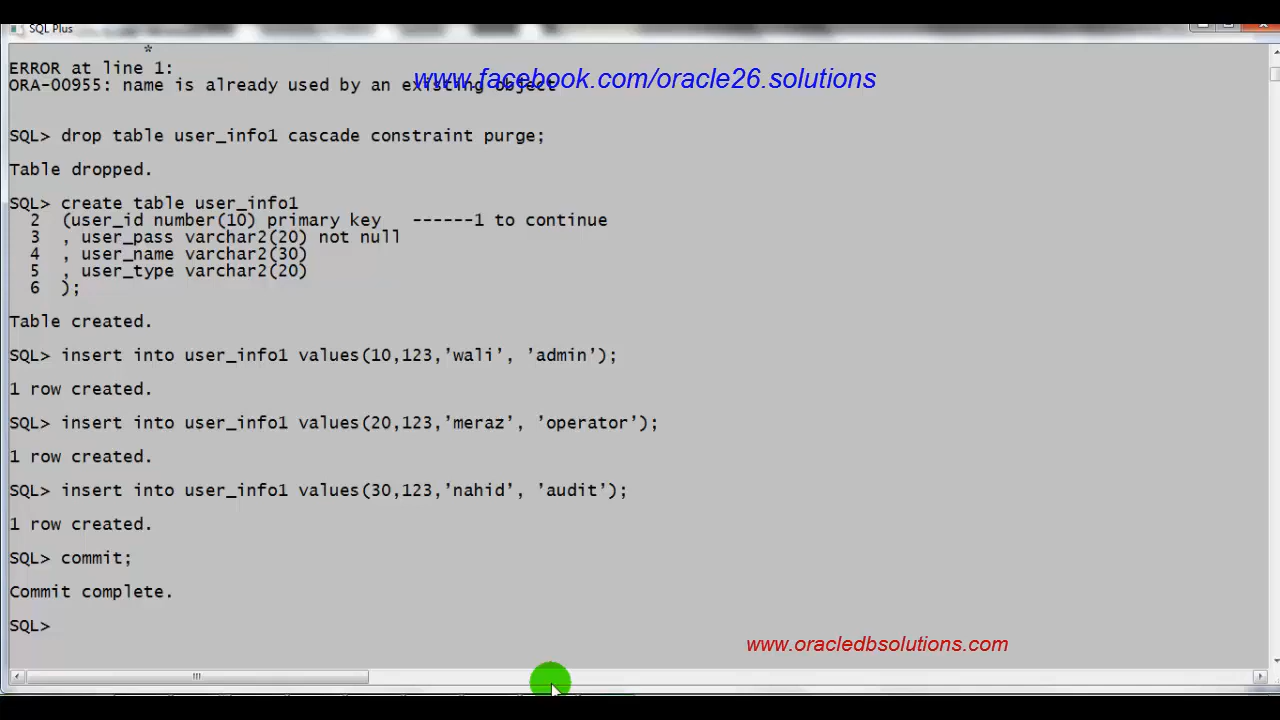 SQL Plus
*
ERROR at line 1:
www.facebook.com/oracle26.solutions
ORA-00955: name is already used by an existing object
SQL> drop table user_info1 cascade constraint purge;
Table dropped.
SQL> create table user_info1
2 (user_id number(10) primary key ------1 to continue
3 , user_pass varchar2(20) not null
4 , user_name varchar2(30)
5 , user_type varchar2(20)
6 );
Table created.
SQL> insert into user_info1 values(10,123,'wali', 'admin');
1 row created.
SQL> insert into user_info1 values(20,123,'meraz', 'operator');
1 row created.
SQL> insert into user_info1 values(30,123,'nahid', 'audit');
1 row created.
SQL> commit;
Commit complete.
SQL>
www.oracledbsolutions.com